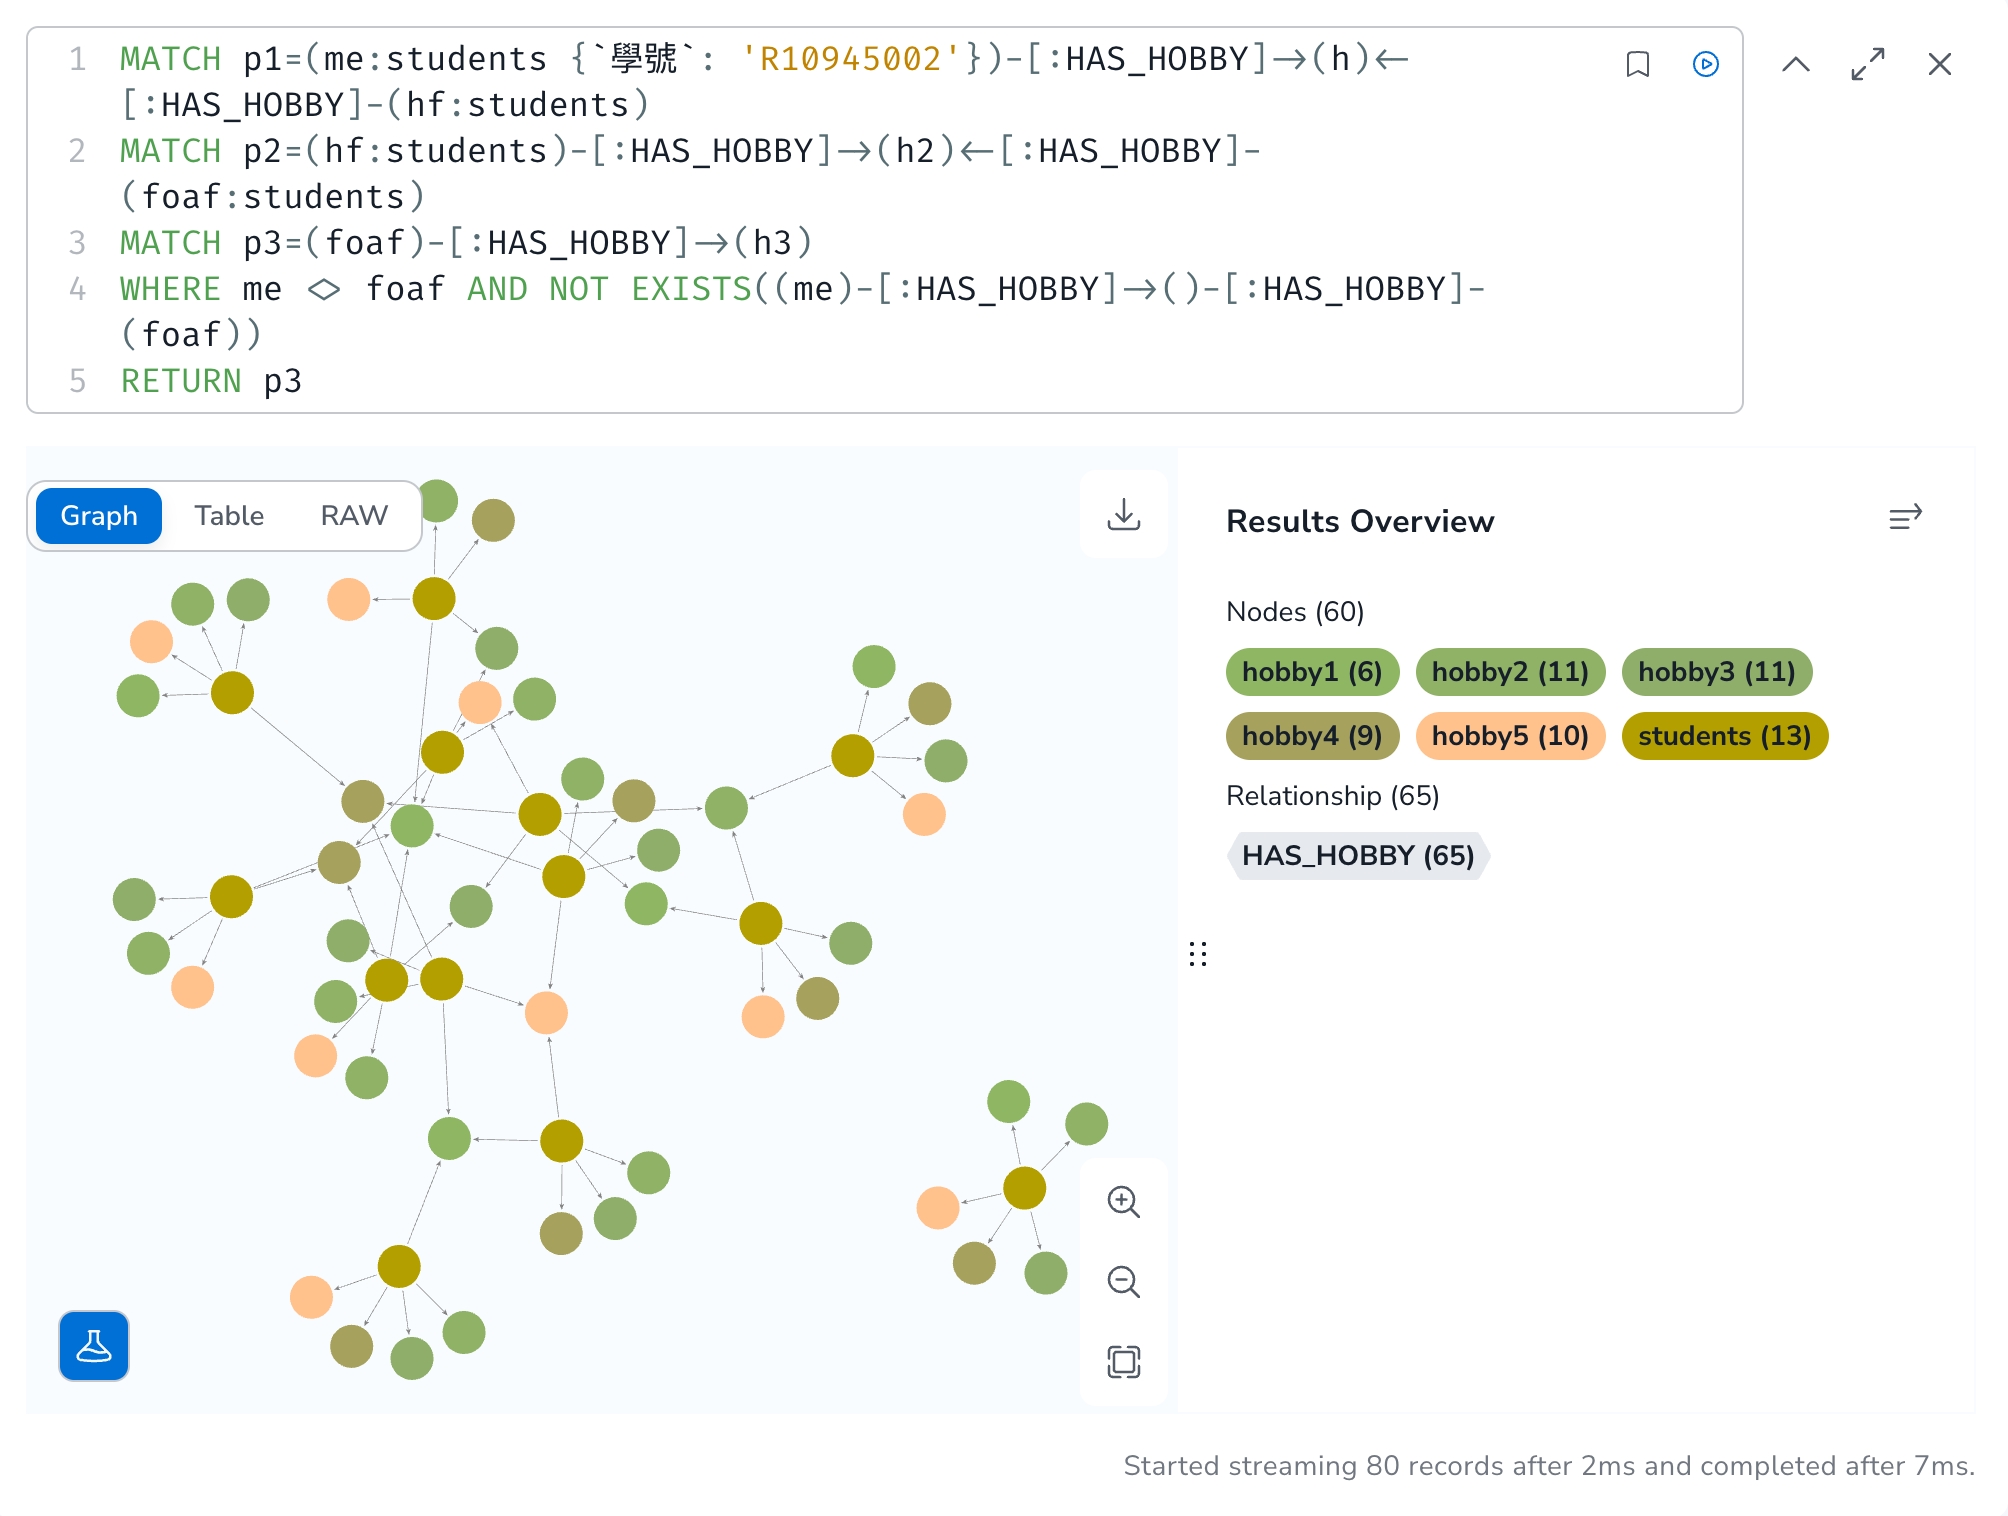 1 MATCH p1=(me:students {`學號`: 'R10945002'})-[:HAS_HOBBY]->(h)<-
[:HAS_HOBBY]-(hf:students)
2 MATCH p2=(hf:students)-[:HAS_HOBBY]->(h2)<-[:HAS_HOBBY]-
(foaf:students)
3 MATCH p3=(foaf)-[:HAS_HOBBY]->(h3)
4 WHERE me <> foaf AND NOT EXISTS((me)-[:HAS_HOBBY]->()-[:HAS_HOBBY]-
(foaf))
5 RETURN p3
Graph Table RAW
Results Overview
Nodes (60)
hobby1 (6) hobby2 (11) hobby3 (11)
hobby4 (9) hobby5 (10) students (13)
Relationship (65)
HAS_HOBBY (65)
Started streaming 80 records after 2ms and completed after 7ms.